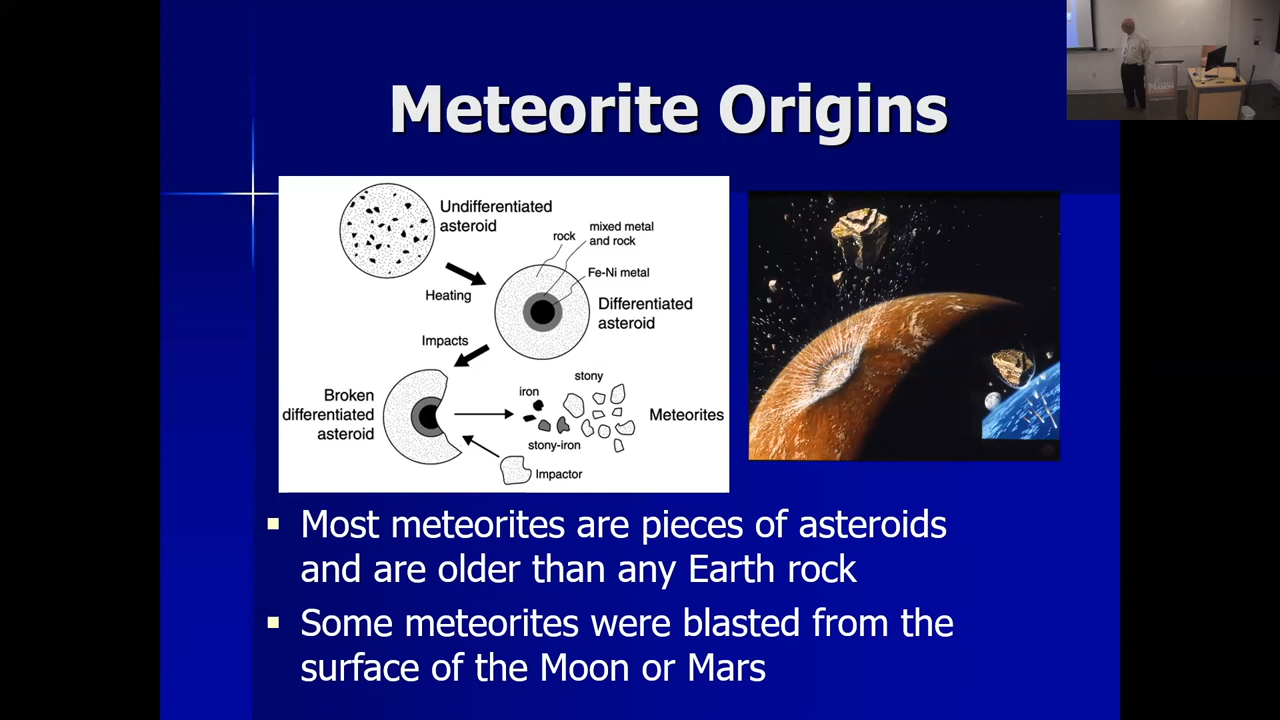 Meteorite Origins
Undifferentiated
asteroid
mixed metal
and rock
rock
Fe-Ni metal
Heating
Differentiated
asteroid
Impacts
stony
iron
Broken
differentiated
asteroid
Meteorites
stony-iron
Impactor
Most meteorites are pieces of asteroids
and are older than any Earth rock
Some meteorites were blasted from the
surface of the Moon or Mars
MASON